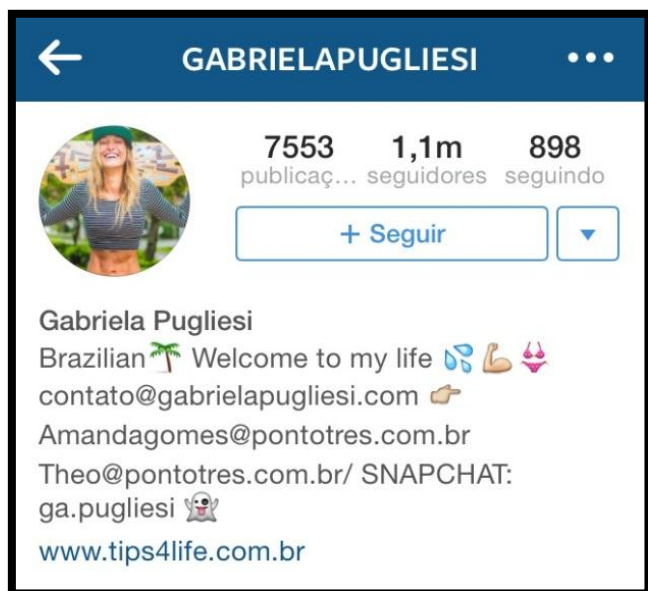 GABRIELAPUGLIESI
7553 1,1m 898
publicaç... seguidores seguindo
+ Seguir
Gabriela Pugliesi
Brazilian🌴 Welcome to my life 💦 💪🏼 👙
contato@gabrielapugliesi.com 👉🏼
Amandagomes@pontotres.com.br
Theo@pontotres.com.br/ SNAPCHAT:
ga.pugliesi 👻
www.tips4life.com.br